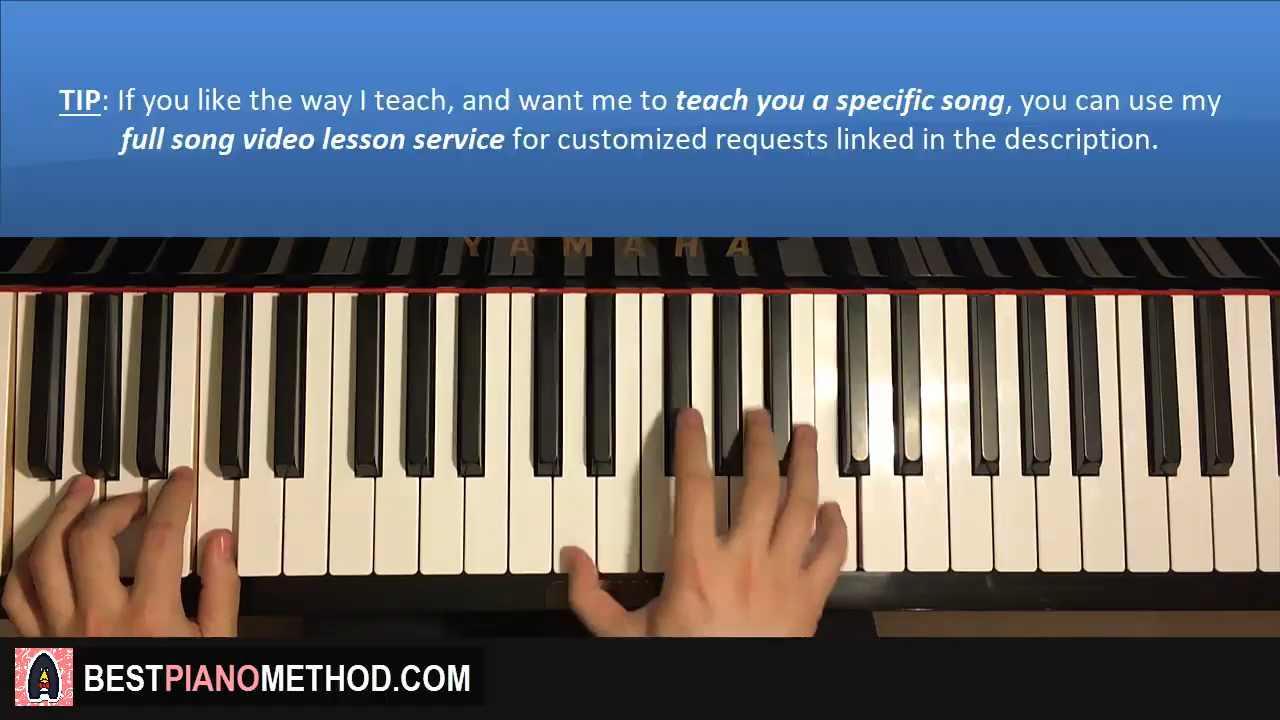 TIP: If you like the way I teach, and want me to teach you a specific song, you can use my
full song video lesson service for customized requests linked in the description.
YAMAHA
BESTPIANOMETHOD.COM